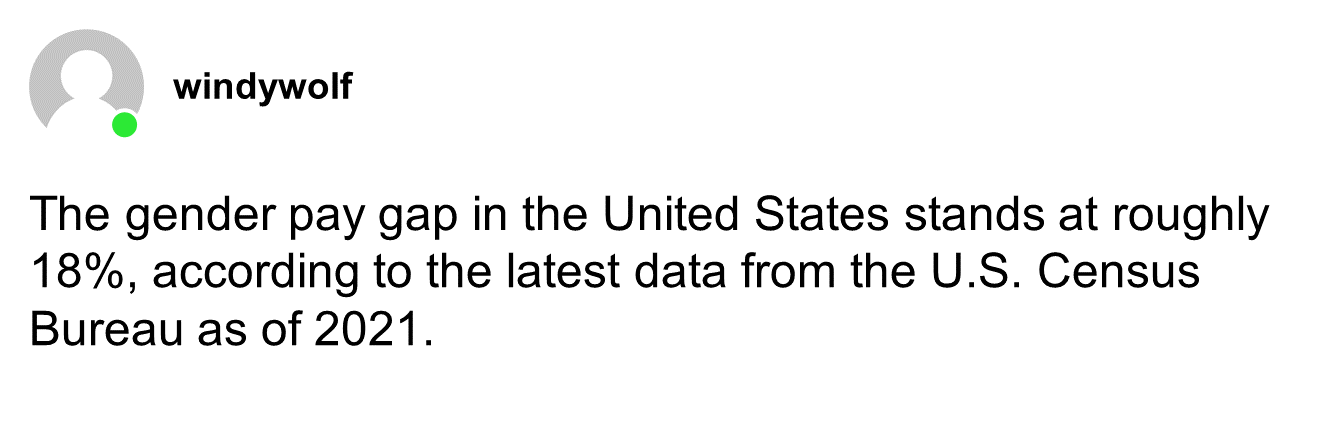 windywolf
The gender pay gap in the United States stands at roughly
18%, according to the latest data from the U.S. Census
Bureau as of 2021.